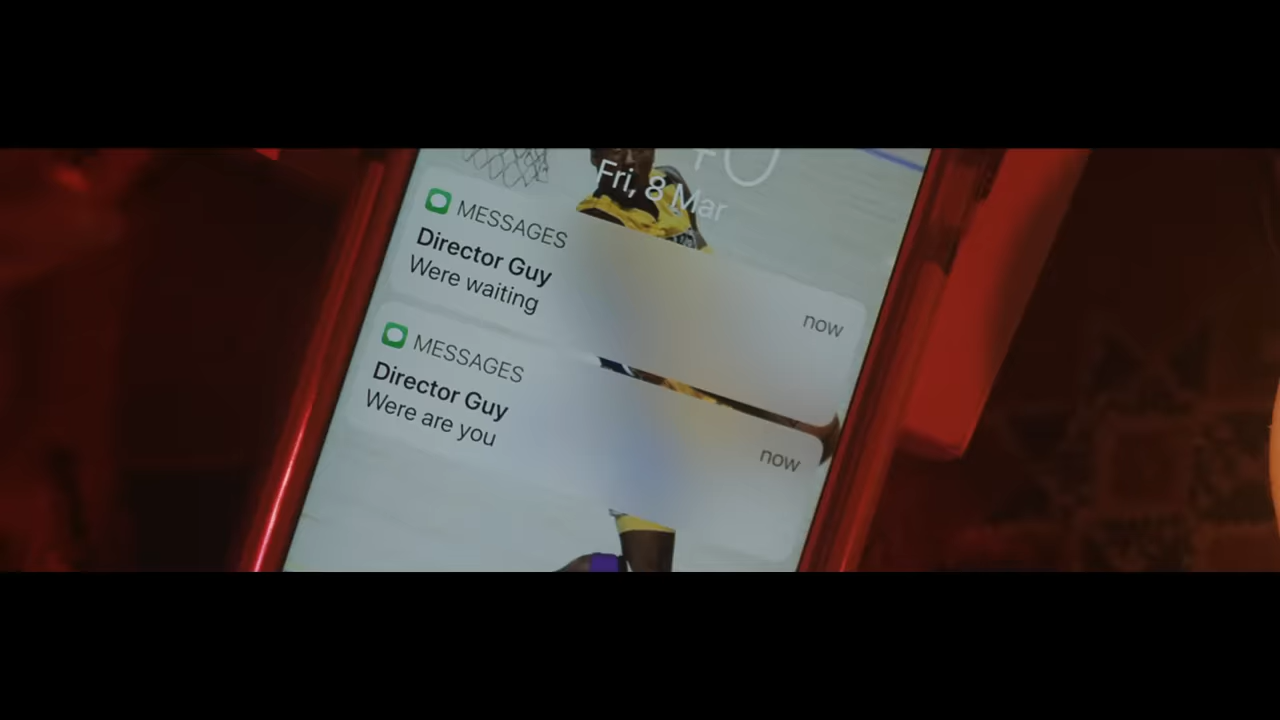 Fri, 8 Mar
MESSAGES
Director Guy
now
Were waiting
MESSAGES
Director Guy
now
Were are you